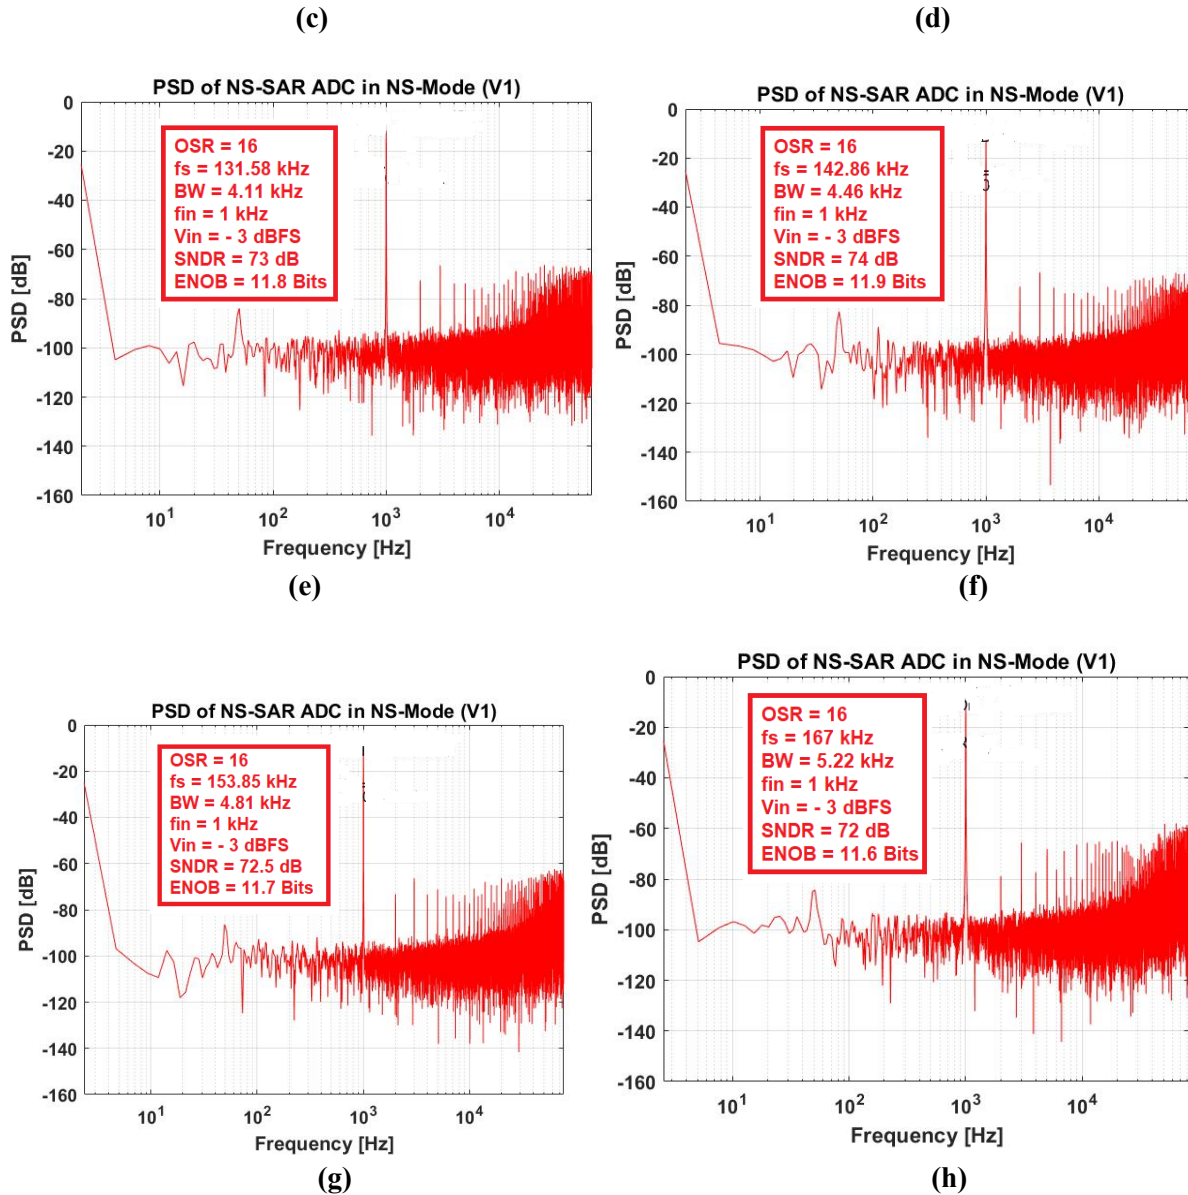 (c)
(d)
PSD of NS-SAR ADC in NS-Mode (V1)
PSD [dB]
0
-20
-40
-60
-80
-100
-120
-140
-160
OSR = 16
fs = 131.58 kHz
BW = 4.11 kHz
fin = 1 kHz
Vin = - 3 dBFS
SNDR = 73 dB
ENOB = 11.8 Bits
10^1 10^2 10^3 10^4
Frequency [Hz]
(e)
PSD of NS-SAR ADC in NS-Mode (V1)
PSD [dB]
0
-20
-40
-60
-80
-100
-120
-140
-160
OSR = 16
fs = 142.86 kHz
BW = 4.46 kHz
fin = 1 kHz
Vin = - 3 dBFS
SNDR = 74 dB
ENOB = 11.9 Bits
10^1 10^2 10^3 10^4
Frequency [Hz]
(f)
PSD of NS-SAR ADC in NS-Mode (V1)
PSD [dB]
0
-20
-40
-60
-80
-100
-120
-140
-160
OSR = 16
fs = 153.85 kHz
BW = 4.81 kHz
fin = 1 kHz
Vin = - 3 dBFS
SNDR = 72.5 dB
ENOB = 11.7 Bits
10^1 10^2 10^3 10^4
Frequency [Hz]
(g)
PSD of NS-SAR ADC in NS-Mode (V1)
PSD [dB]
0
-20
-40
-60
-80
-100
-120
-140
-160
OSR = 16
fs = 167 kHz
BW = 5.22 kHz
fin = 1 kHz
Vin = - 3 dBFS
SNDR = 72 dB
ENOB = 11.6 Bits
10^1 10^2 10^3 10^4
Frequency [Hz]
(h)